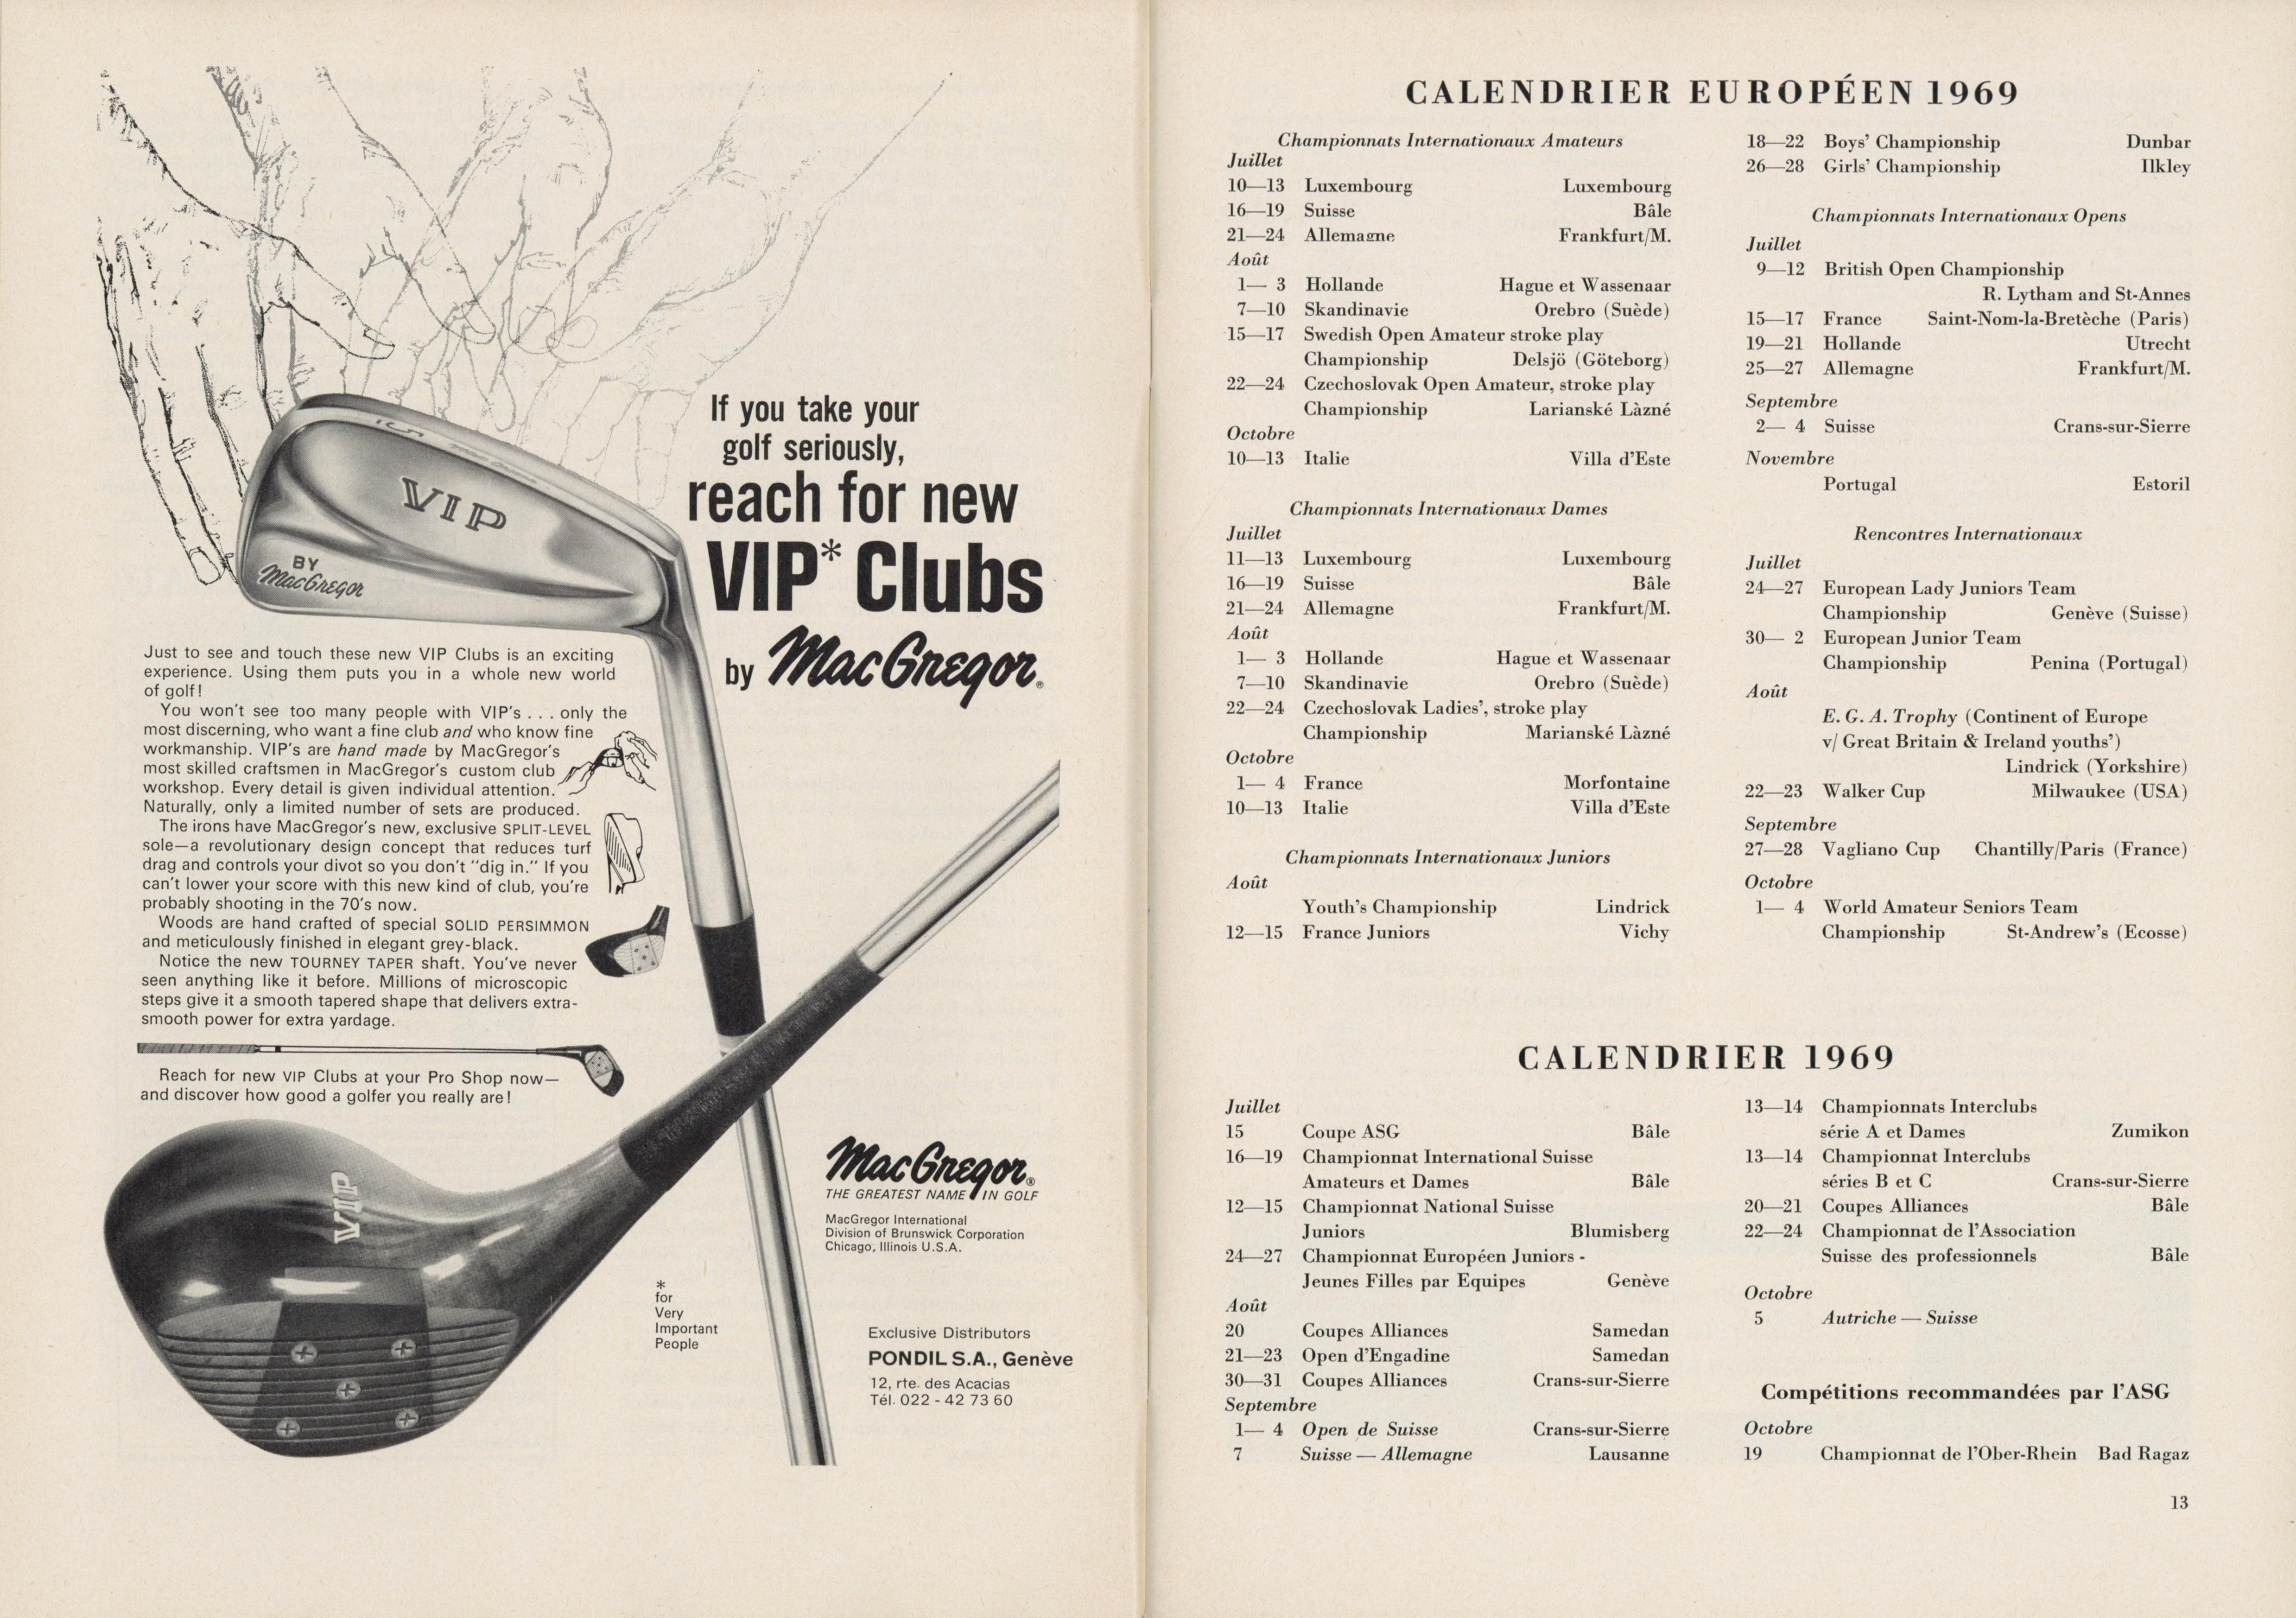 5
VIP
BY
MacGregor
If you take your
golf seriously,
reach for new
VIP* Clubs
by MacGregor®
Just to see and touch these new VIP Clubs is an exciting
experience. Using them puts you in a whole new world
of golf!
You won't see too many people with VIP's . . . only the
most discerning, who want a fine club and who know fine
workmanship. VIP's are hand made by MacGregor's
most skilled craftsmen in MacGregor's custom club
workshop. Every detail is given individual attention.
Naturally, only a limited number of sets are produced.
The irons have MacGregor's new, exclusive SPLIT-LEVEL
sole—a revolutionary design concept that reduces turf
drag and controls your divot so you don't "dig in." If you
can't lower your score with this new kind of club, you're
probably shooting in the 70's now.
Woods are hand crafted of special SOLID PERSIMMON
and meticulously finished in elegant grey-black.
Notice the new TOURNEY TAPER shaft. You've never
seen anything like it before. Millions of microscopic
steps give it a smooth tapered shape that delivers extra-
smooth power for extra yardage.
Reach for new VIP Clubs at your Pro Shop now—
and discover how good a golfer you really are!
VIP
MacGregor®
THE GREATEST NAME IN GOLF
MacGregor International
Division of Brunswick Corporation
Chicago, Illinois U.S.A.
*
for
Very
Important
People
Exclusive Distributors
PONDIL S.A., Genève
12, rte. des Acacias
Tél. 022 - 42 73 60
CALENDRIER EUROPÉEN 1969
Championnats Internationaux Amateurs
Juillet
10—13 Luxembourg Luxembourg
16—19 Suisse Bâle
21—24 Allemagne Frankfurt/M.
Août
1— 3 Hollande Hague et Wassenaar
7—10 Skandinavie Orebro (Suède)
15—17 Swedish Open Amateur stroke play
Championship Delsjö (Göteborg)
22—24 Czechoslovak Open Amateur, stroke play
Championship Larianské Làzné
Octobre
10—13 Italie Villa d'Este
Championnats Internationaux Dames
Juillet
11—13 Luxembourg Luxembourg
16—19 Suisse Bâle
21—24 Allemagne Frankfurt/M.
Août
1— 3 Hollande Hague et Wassenaar
7—10 Skandinavie Orebro (Suède)
22—24 Czechoslovak Ladies', stroke play
Championship Marianské Làzné
Octobre
1— 4 France Morfontaine
10—13 Italie Villa d'Este
Championnats Internationaux Juniors
Août
Youth's Championship Lindrick
12—15 France Juniors Vichy
18—22 Boys' Championship Dunbar
26—28 Girls' Championship Ilkley
Championnats Internationaux Opens
Juillet
9—12 British Open Championship
R. Lytham and St-Annes
15—17 France Saint-Nom-la-Bretèche (Paris)
19—21 Hollande Utrecht
25—27 Allemagne Frankfurt/M.
Septembre
2— 4 Suisse Crans-sur-Sierre
Novembre
Portugal Estoril
Rencontres Internationaux
Juillet
24—27 European Lady Juniors Team
Championship Genève (Suisse)
30— 2 European Junior Team
Championship Penina (Portugal)
Août
E. G. A. Trophy (Continent of Europe
v/ Great Britain & Ireland youths')
Lindrick (Yorkshire)
22—23 Walker Cup Milwaukee (USA)
Septembre
27—28 Vagliano Cup Chantilly/Paris (France)
Octobre
1— 4 World Amateur Seniors Team
Championship St-Andrew's (Ecosse)
CALENDRIER 1969
Juillet
15 Coupe ASG Bâle
16—19 Championnat International Suisse
Amateurs et Dames Bâle
12—15 Championnat National Suisse
Juniors Blumisberg
24—27 Championnat Européen Juniors -
Jeunes Filles par Equipes Genève
Août
20 Coupes Alliances Samedan
21—23 Open d'Engadine Samedan
30—31 Coupes Alliances Crans-sur-Sierre
Septembre
1— 4 Open de Suisse Crans-sur-Sierre
7 Suisse — Allemagne Lausanne
13—14 Championnats Interclubs
série A et Dames Zumikon
13—14 Championnat Interclubs
séries B et C Crans-sur-Sierre
20—21 Coupes Alliances Bâle
22—24 Championnat de l'Association
Suisse des professionnels Bâle
Octobre
5 Autriche — Suisse
Compétitions recommandées par l'ASG
Octobre
19 Championnat de l'Ober-Rhein Bad Ragaz
13